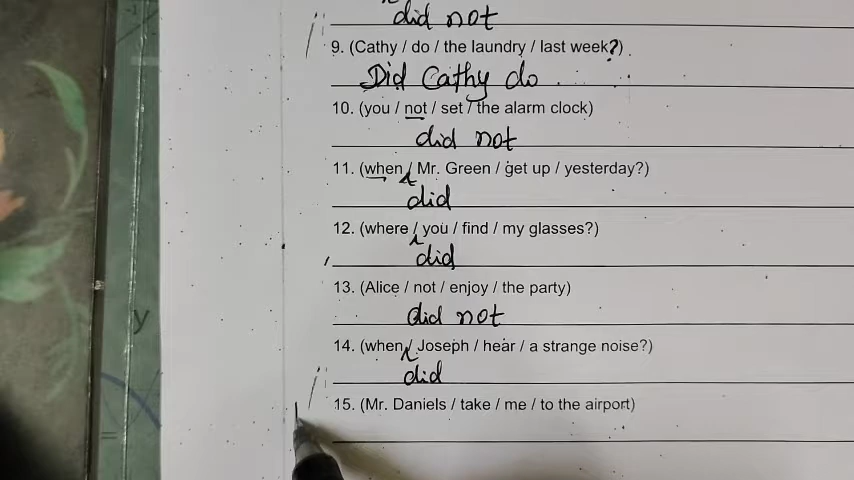 did not
9. (Cathy / do / the laundry / last week?)
Did Cathy do
10. (you / not / set / the alarm clock)
did not
11. (when / Mr. Green / get up / yesterday?)
did
12. (where / you / find / my glasses?)
did
13. (Alice / not / enjoy / the party)
did not
14. (when / Joseph / hear / a strange noise?)
did
15. (Mr. Daniels / take / me / to the airport)